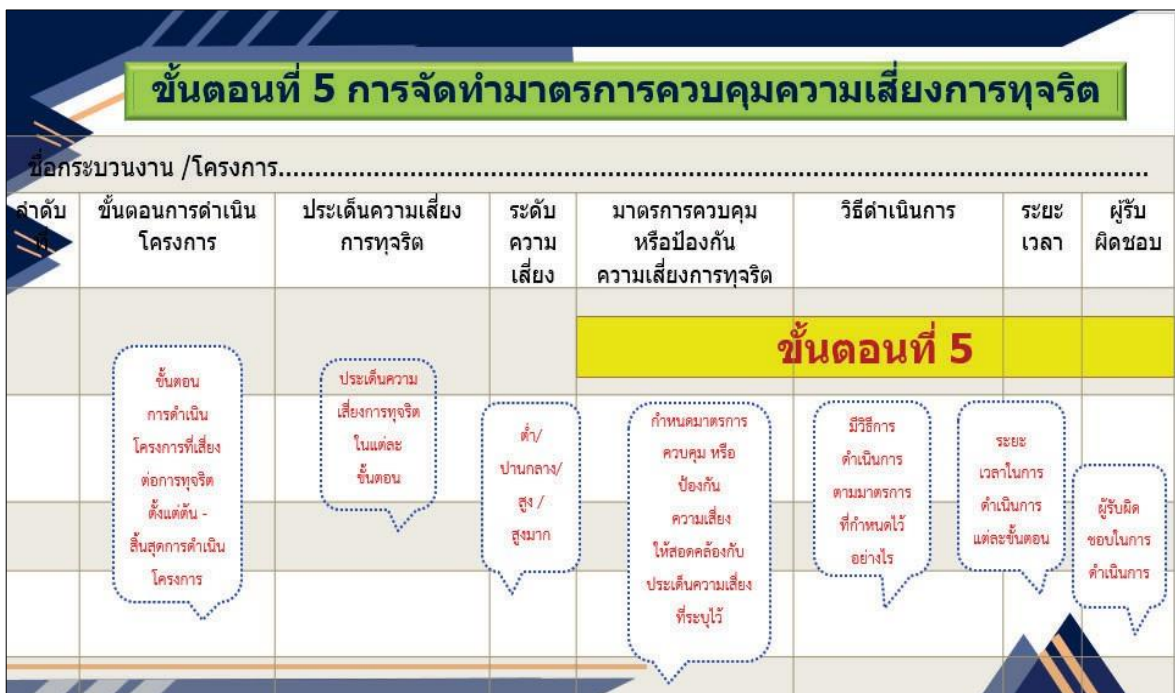 ขั้นตอนที่ 5 การจัดทำมาตรการควบคุมความเสี่ยงการทุจริต
ชื่อกระบวนงาน /โครงการ........................................................................................................................
ลำดับ
ที่
ขั้นตอนการดำเนิน
โครงการ
ประเด็นความเสี่ยง
การทุจริต
ระดับ
ความ
เสี่ยง
มาตรการควบคุม
หรือป้องกัน
ความเสี่ยงการทุจริต
วิธีดำเนินการ
ระยะ
เวลา
ผู้รับ
ผิดชอบ
ขั้นตอนที่ 5
ขั้นตอน
การดำเนิน
โครงการที่เสี่ยง
ต่อการทุจริต
ตั้งแต่ต้น -
สิ้นสุดการดำเนิน
โครงการ
ประเด็นความ
เสี่ยงการทุจริต
ในแต่ละ
ขั้นตอน
ต่ำ/
ปานกลาง/
สูง /
สูงมาก
กำหนดมาตรการ
ควบคุม หรือ
ป้องกัน
ความเสี่ยง
ให้สอดคล้องกับ
ประเด็นความเสี่ยง
ที่ระบุไว้
มีวิธีการ
ดำเนินการ
ตามมาตรการ
ที่กำหนดไว้
อย่างไร
ระยะ
เวลาในการ
ดำเนินการ
แต่ละขั้นตอน
ผู้รับผิด
ชอบในการ
ดำเนินการ